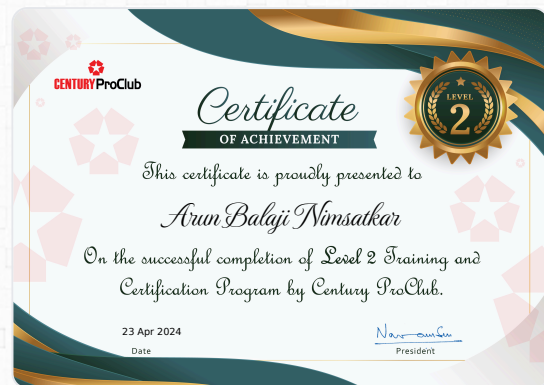 CENTURY ProClub
Certificate
OF ACHIEVEMENT
LEVEL
2
This certificate is proudly presented to
Arun Balaji Nimsatkar
On the successful completion of Level 2 Training and
Certification Program by Century ProClub.
23 Apr 2024
Date
President